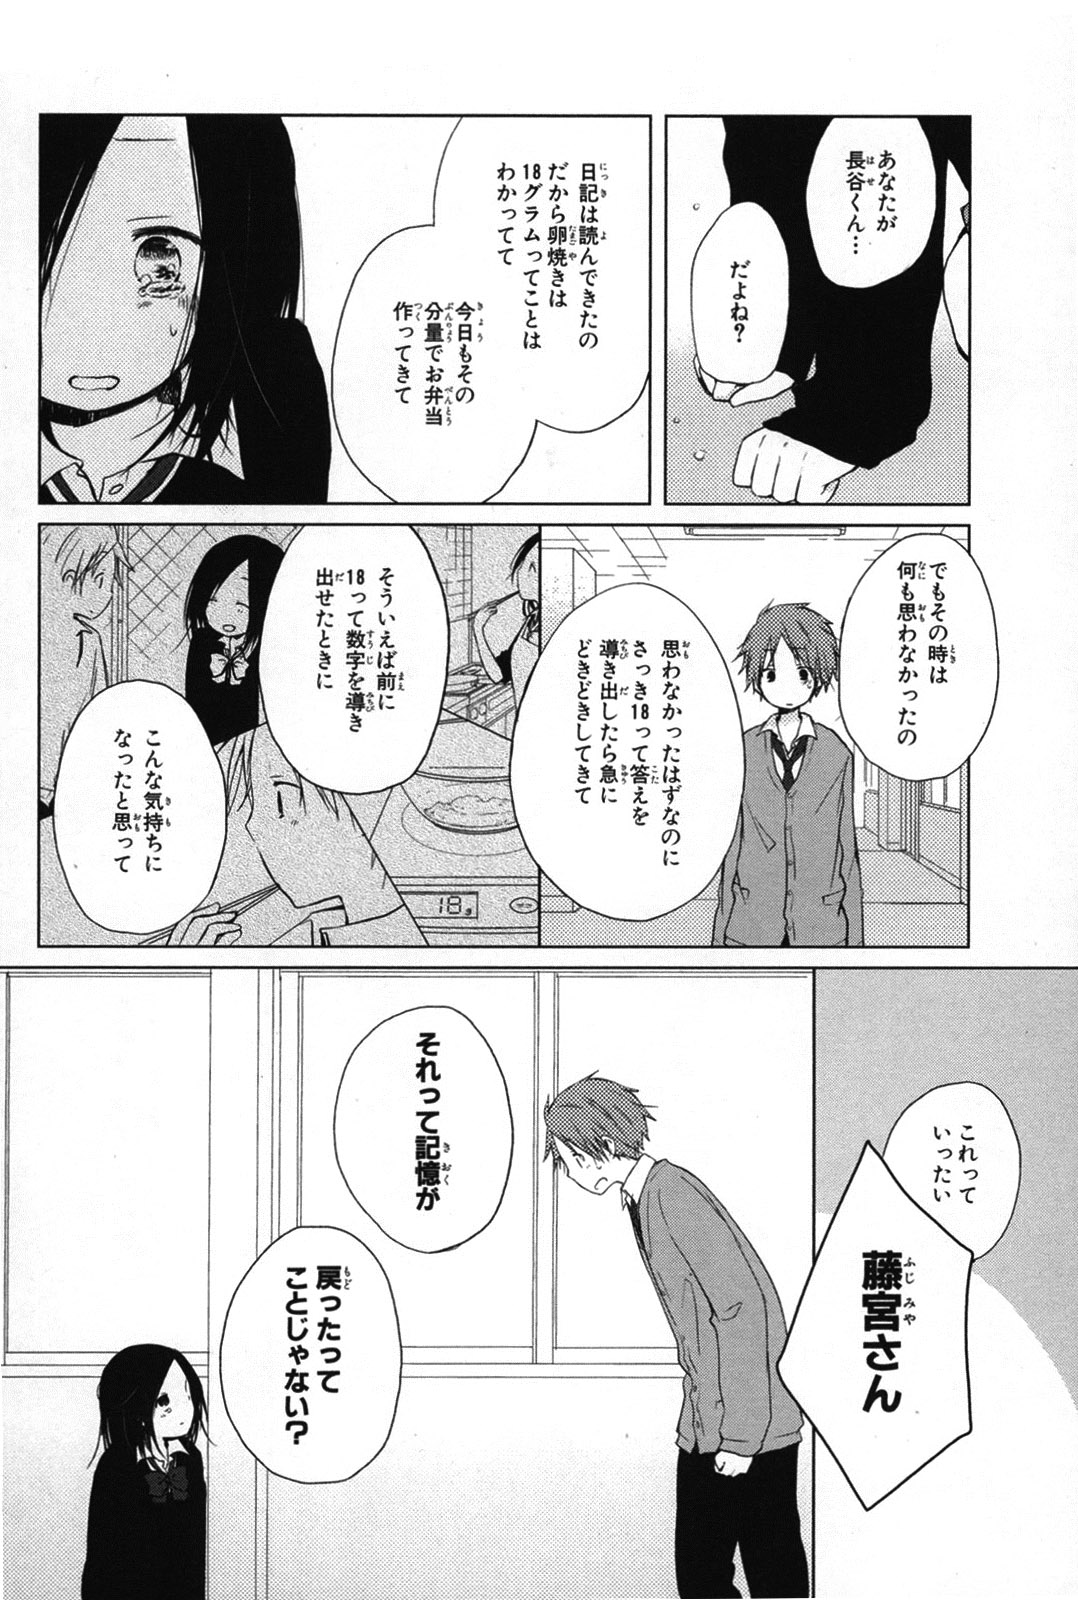 あなたが
長谷くん…
だよね?
日記は読んできたの
だから卵焼きは
18グラムってことは
わかってて
今日もその
分量でお弁当
作ってきて
でもその時は
何も思わなかったの
思わなかったはずなのに
さっき18って答えを
導き出したら急に
どきどきしてきて
そういえば前に
18って数字を導き
出せたときに
こんな気持ちに
なったと思って
18g
これって
いったい
藤宮さん
それって記憶が
戻ったって
ことじゃない?